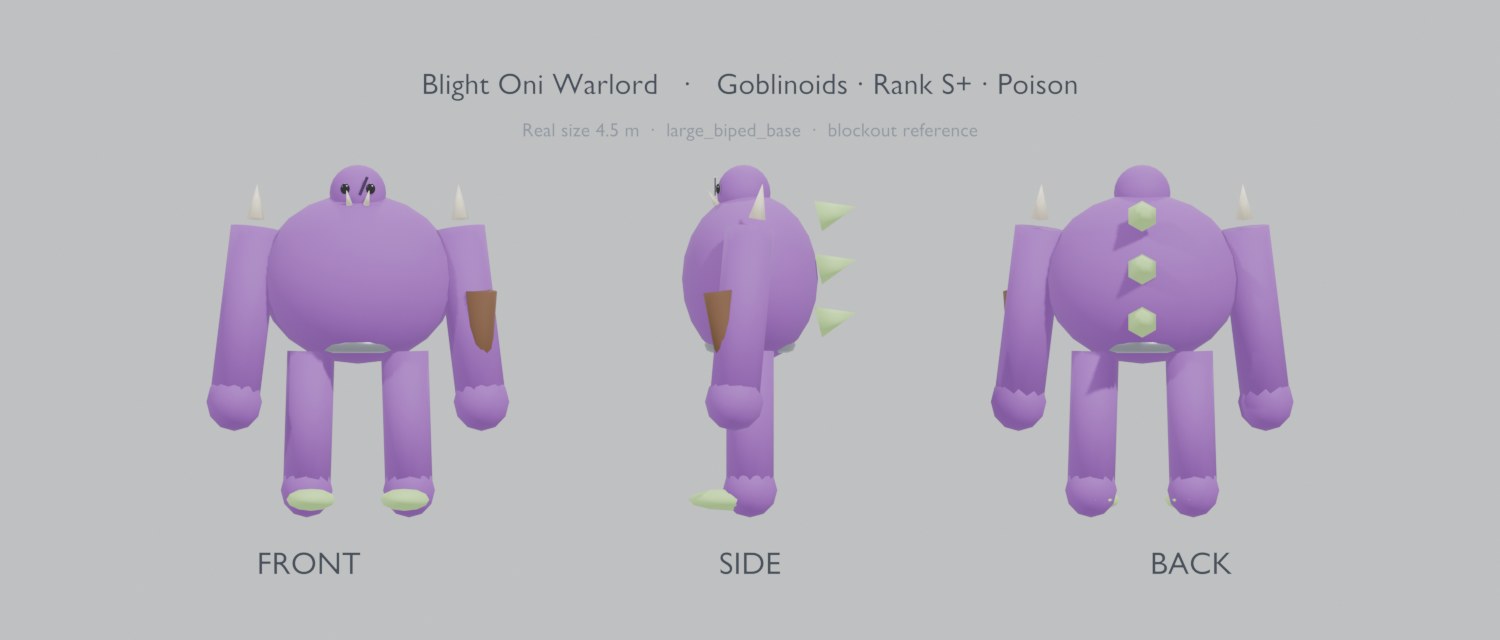 Blight Oni Warlord · Goblinoids · Rank S+ · Poison
Real size 4.5 m · large_biped_base · blockout reference
FRONT SIDE BACK